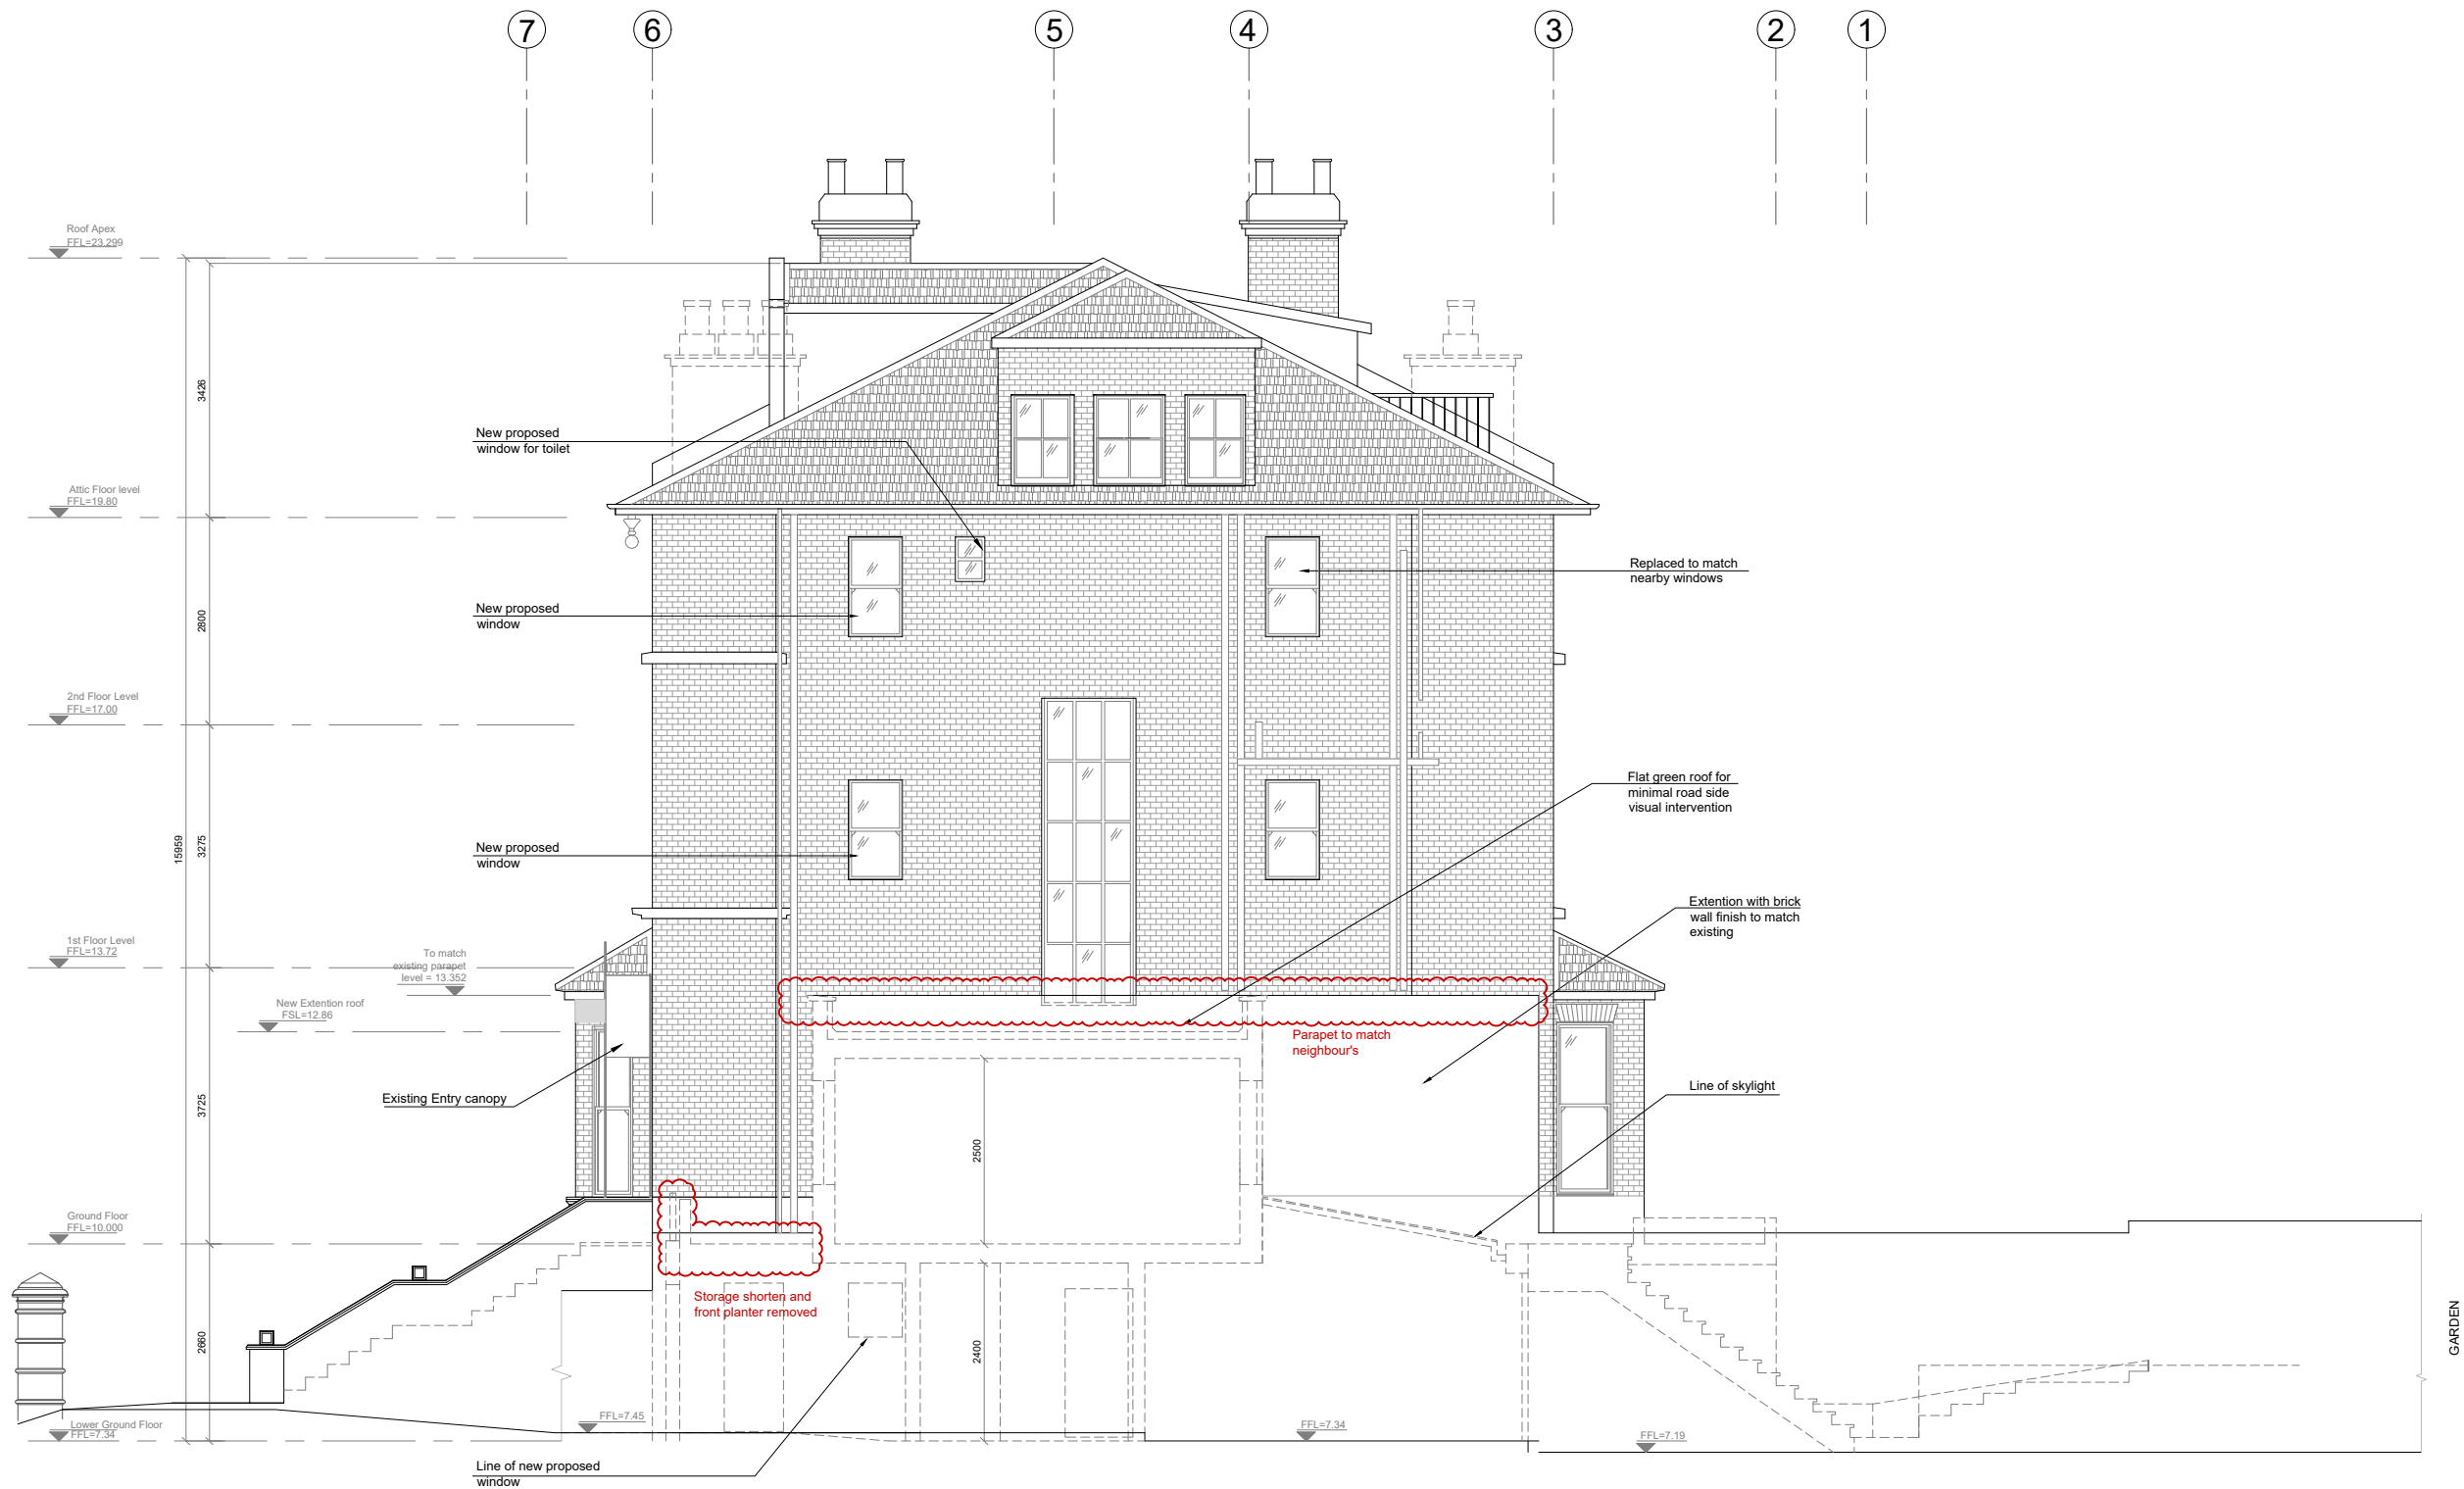 7
6
5
4
3
2
1
Roof Apex
FFL=23.299
3426
New proposed
window for toilet
Attic Floor level
FFL=19.80
Replaced to match
nearby windows
New proposed
window
2800
2nd Floor Level
FFL=17.00
Flat green roof for
minimal road side
visual intervention
15959
3275
New proposed
window
Extention with brick
wall finish to match
existing
1st Floor Level
FFL=13.72
To match
existing parapet
level = 13.352
New Extention roof
FSL=12.86
Parapet to match
neighbour's
Line of skylight
Existing Entry canopy
3725
2500
Ground Floor
FFL=10.000
Storage shorten and
front planter removed
2660
2400
GARDEN
Lower Ground Floor
FFL=7.34
FFL=7.45
FFL=7.34
FFL=7.19
Line of new proposed
window